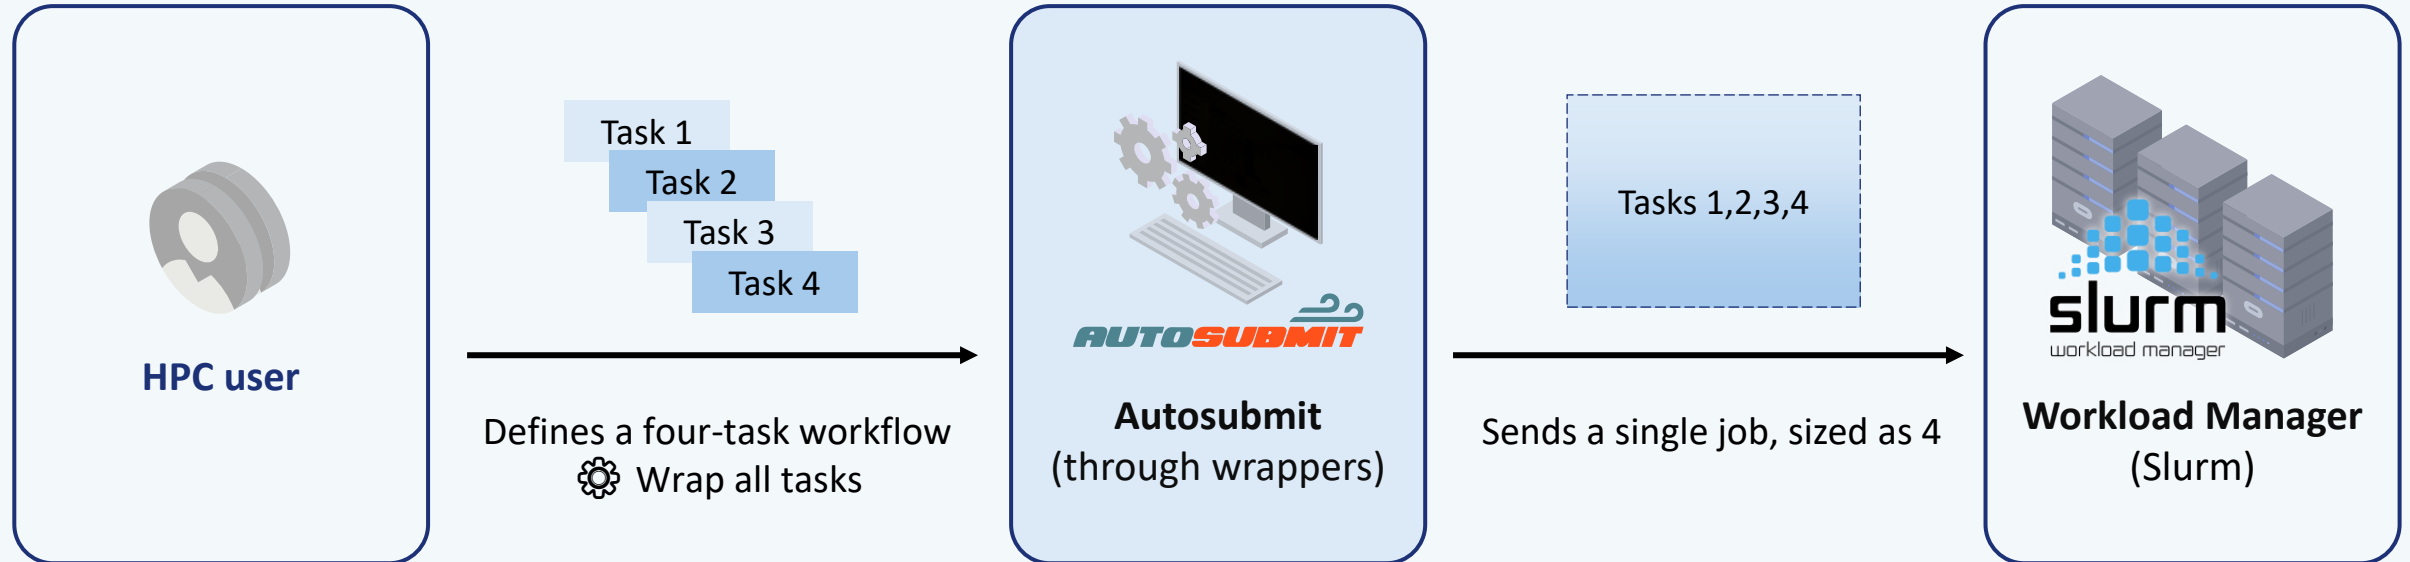 HPC user
Task 1
Task 2
Task 3
Task 4
Defines a four-task workflow
Wrap all tasks
AUTOSUBMIT
Autosubmit
(through wrappers)
Tasks 1,2,3,4
Sends a single job, sized as 4
slurm
workload manager
Workload Manager
(Slurm)